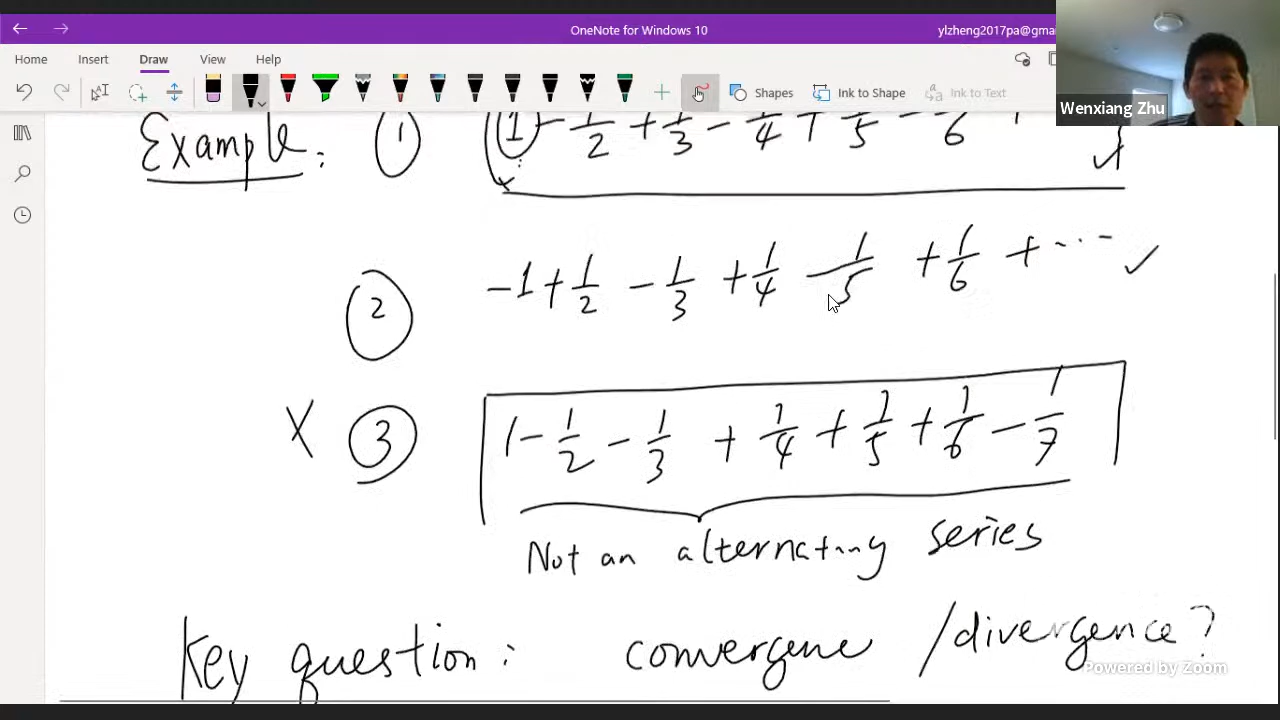 OneNote for Windows 10
ylzheng2017pa@gma
Home Insert Draw View Help
Shapes Ink to Shape Ink to Text
Wenxiang Zhu
Example: ① 1 - 1/2 + 1/3 - 1/4 + 1/5 - 1/6 + ✓
② -1 + 1/2 - 1/3 + 1/4 - 1/5 + 1/6 + ... ✓
X ③ 1 - 1/2 - 1/3 + 1/4 + 1/5 + 1/6 - 1/7
Not an alternating series
Key question: convergene / divergence?
Powered by Zoom